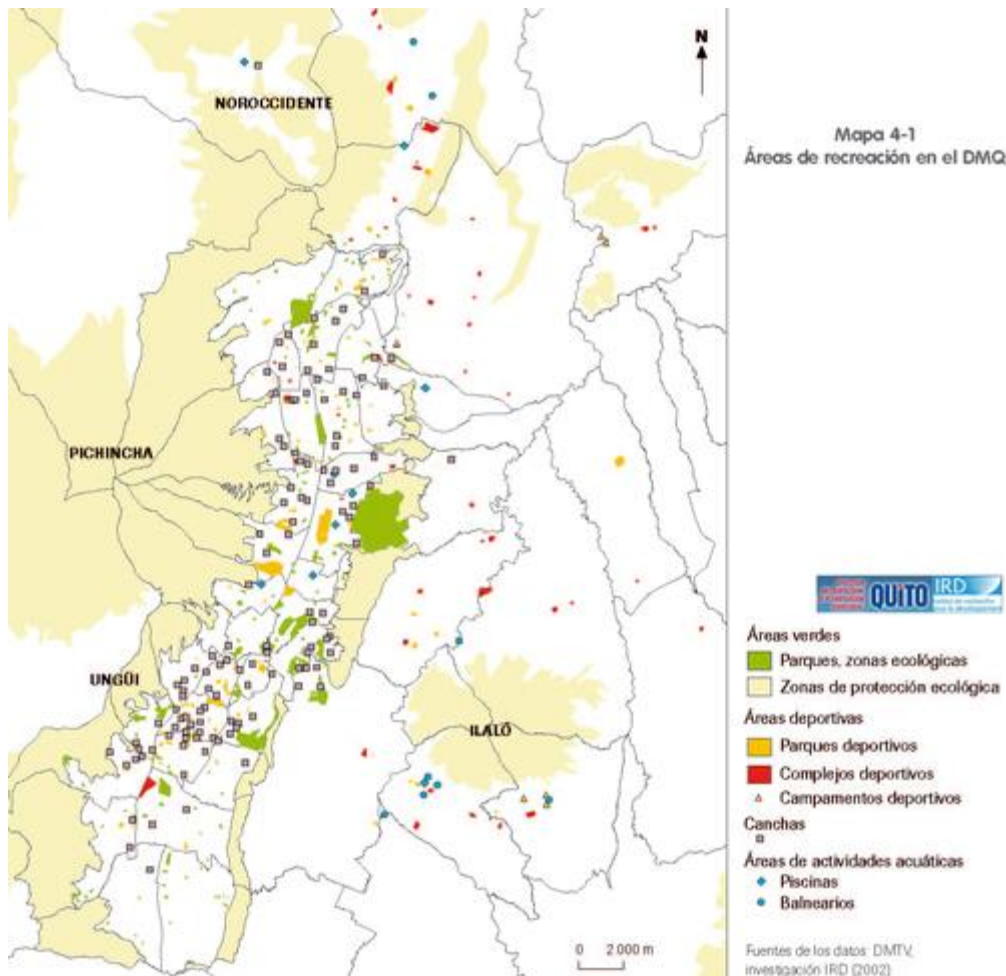 N
NOROCCIDENTE
PICHINCHA
UNGÜI
ILALÓ
0 2 000 m
Mapa 4-1
Áreas de recreación en el DMQ
QUITO
IRD
Áreas verdes
Parques, zonas ecológicas
Zonas de protección ecológica
Áreas deportivas
Parques deportivos
Complejos deportivos
Campamentos deportivos
Canchas
Áreas de actividades acuáticas
Piscinas
Balnearios
Fuentes de los datos: DMTV,
investigación IRD (2002)